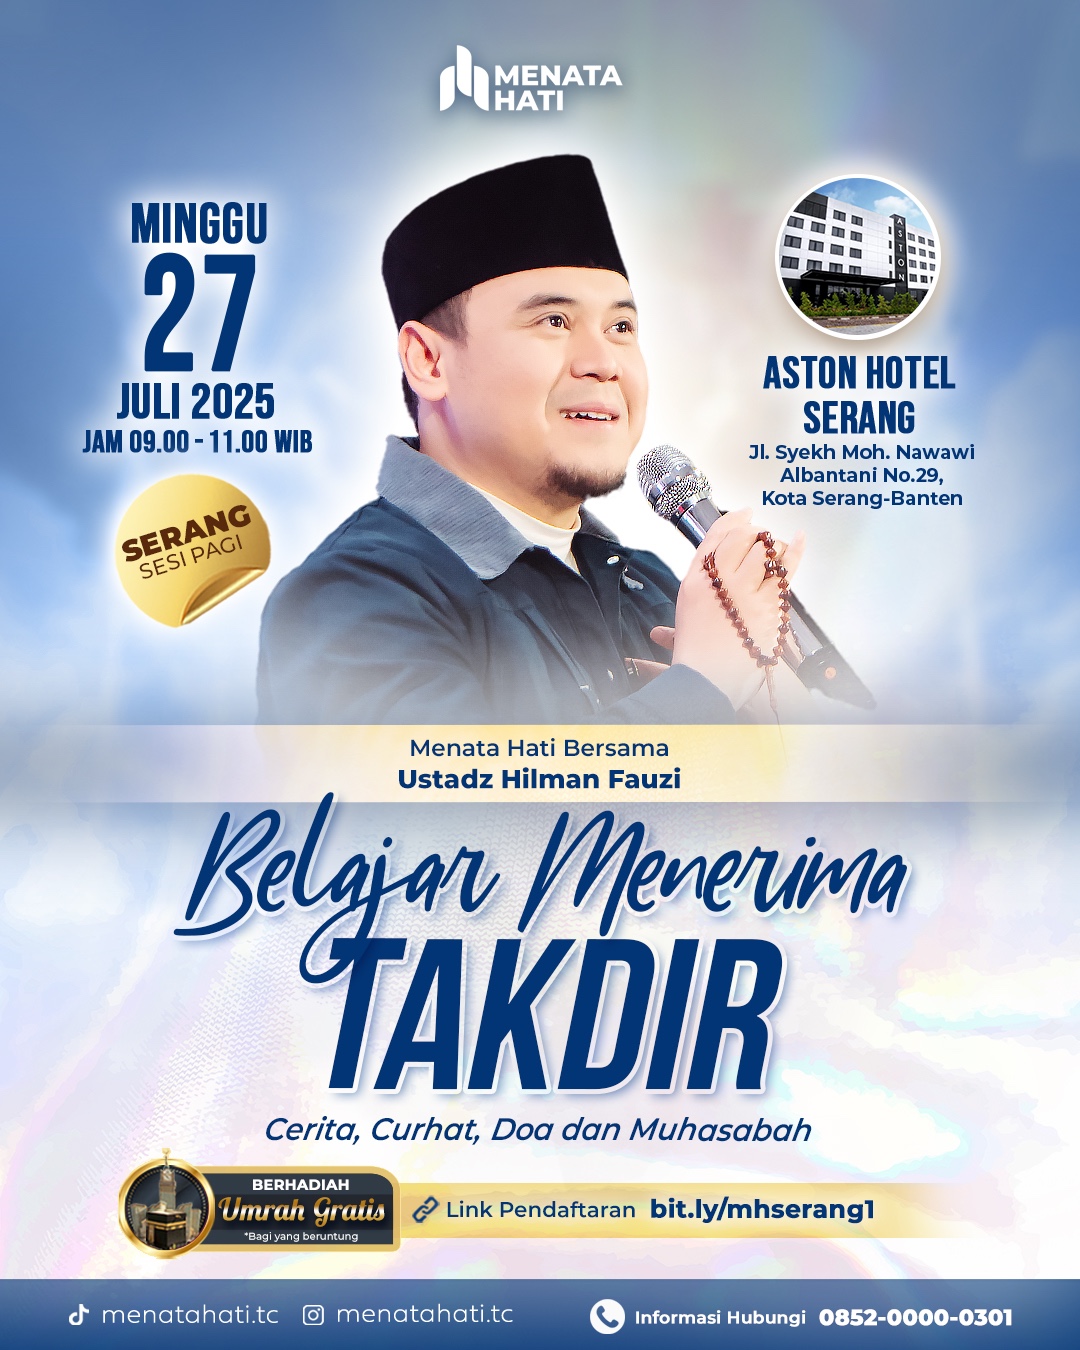 MENATA
HATI
MINGGU
27
JULI 2025
JAM 09.00 - 11.00 WIB
SERANG
SESI PAGI
ASTON
ASTON HOTEL
SERANG
Jl. Syekh Moh. Nawawi
Albantani No.29,
Kota Serang-Banten
Menata Hati Bersama
Ustadz Hilman Fauzi
Belajar Menerima
TAKDIR
Cerita, Curhat, Doa dan Muhasabah
BERHADIAH
Umrah Gratis
*Bagi yang beruntung
Link Pendaftaran bit.ly/mhserang1
menatahati.tc menatahati.tc Informasi Hubungi 0852-0000-0301